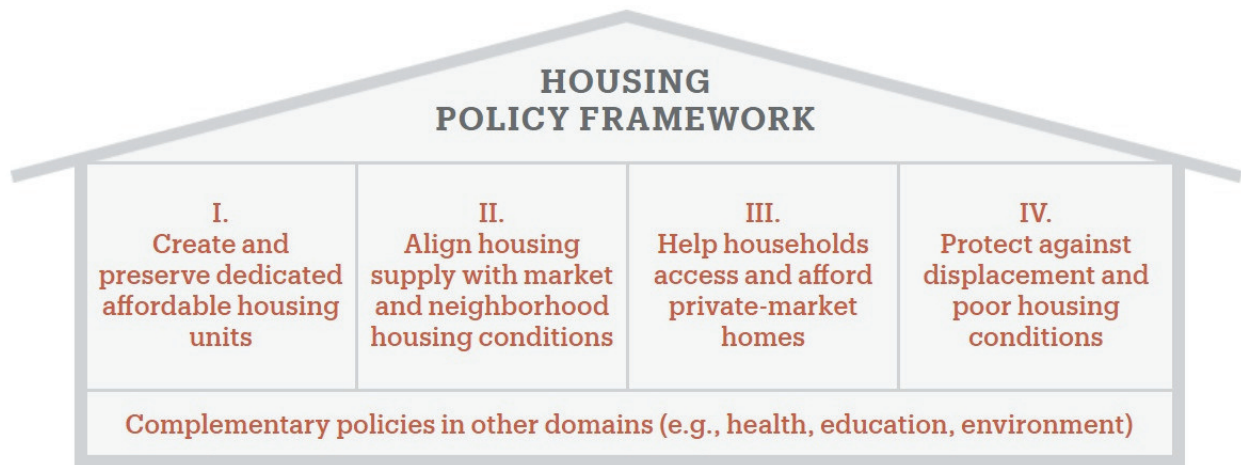 HOUSING
POLICY FRAMEWORK
I.
Create and
preserve dedicated
affordable housing
units
II.
Align housing
supply with market
and neighborhood
housing conditions
III.
Help households
access and afford
private-market
homes
IV.
Protect against
displacement and
poor housing
conditions
Complementary policies in other domains (e.g., health, education, environment)